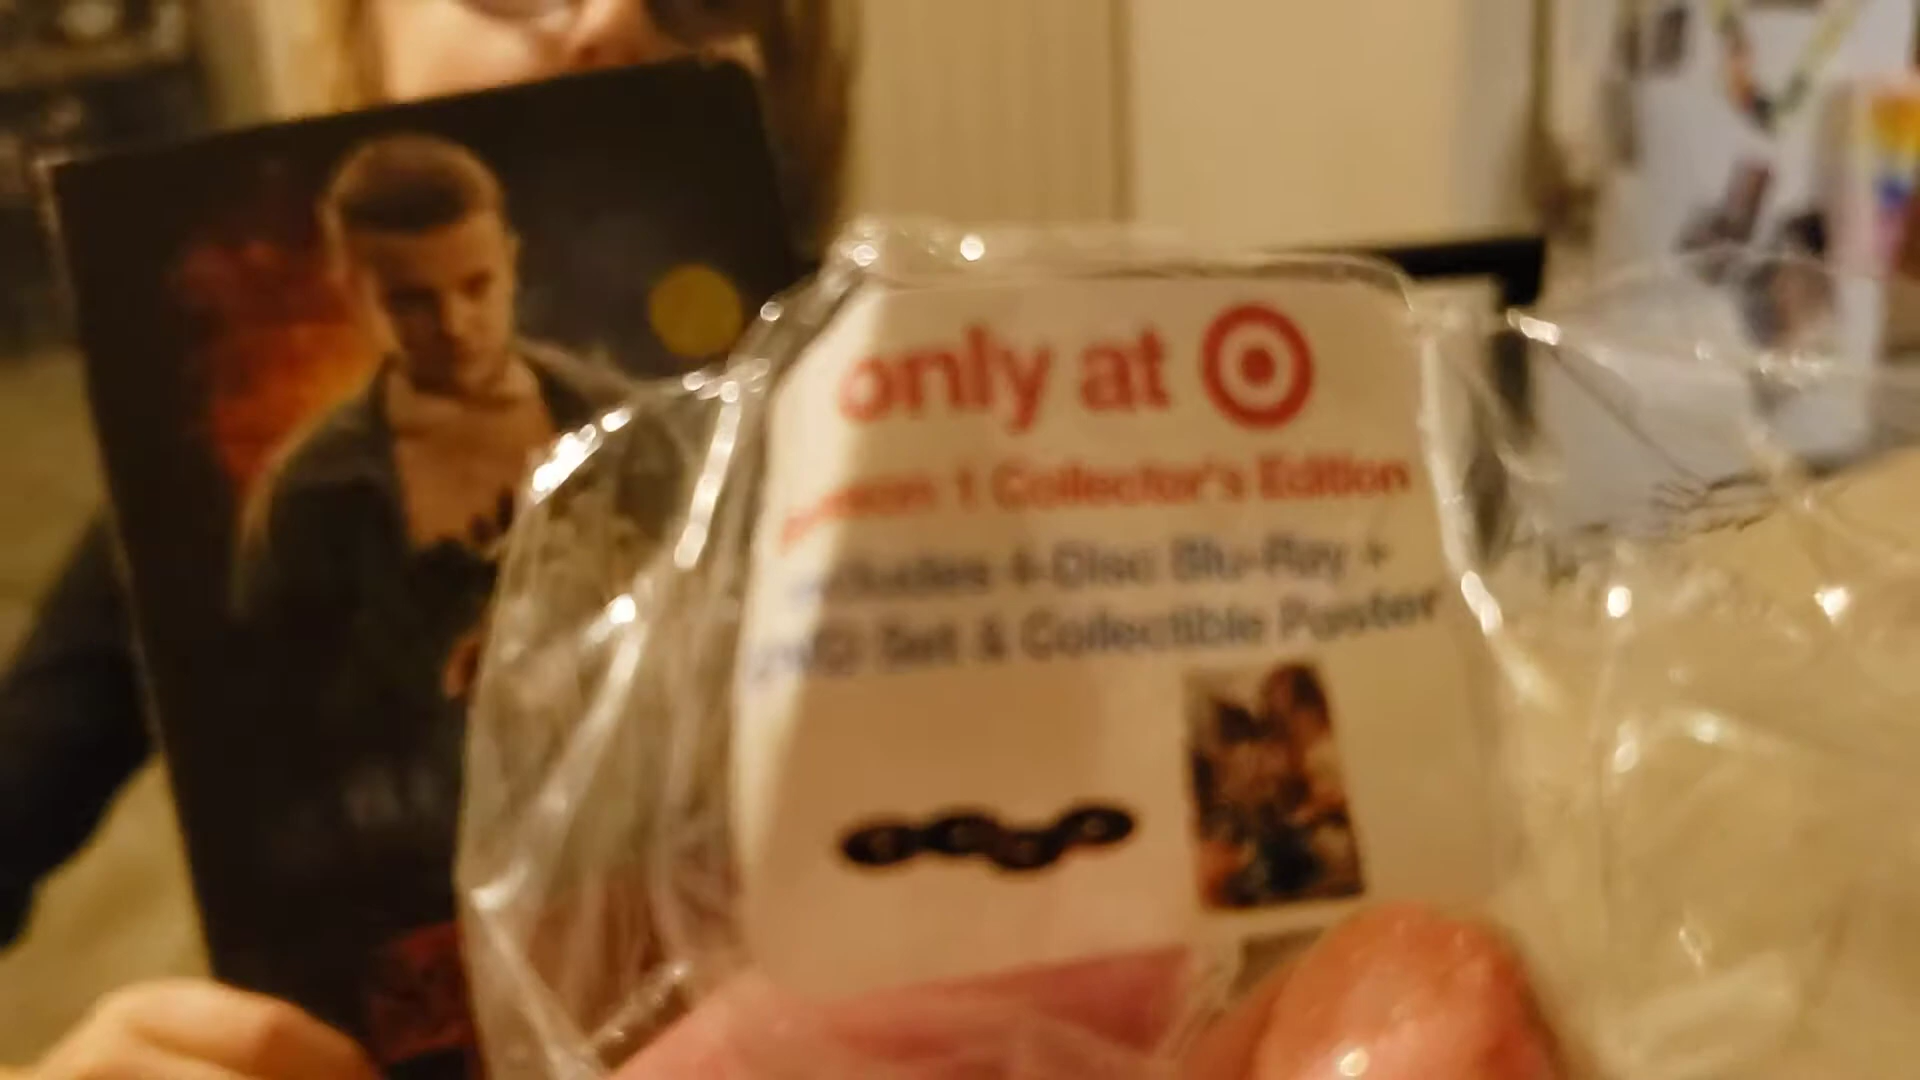 only at
Season 1 Collector's Edition
Includes 4-Disc Blu-Ray +
DVD Set & Collectible Poster